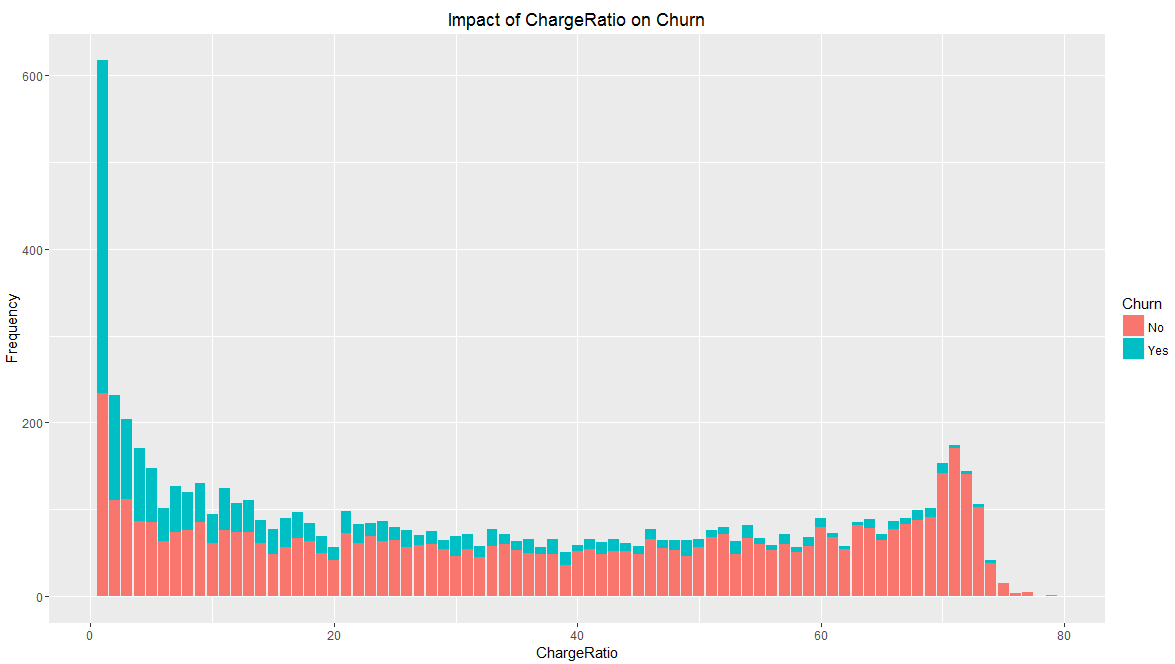 Impact of ChargeRatio on Churn
600
400
200
0
Frequency
0 20 40 60 80
ChargeRatio
Churn
No
Yes